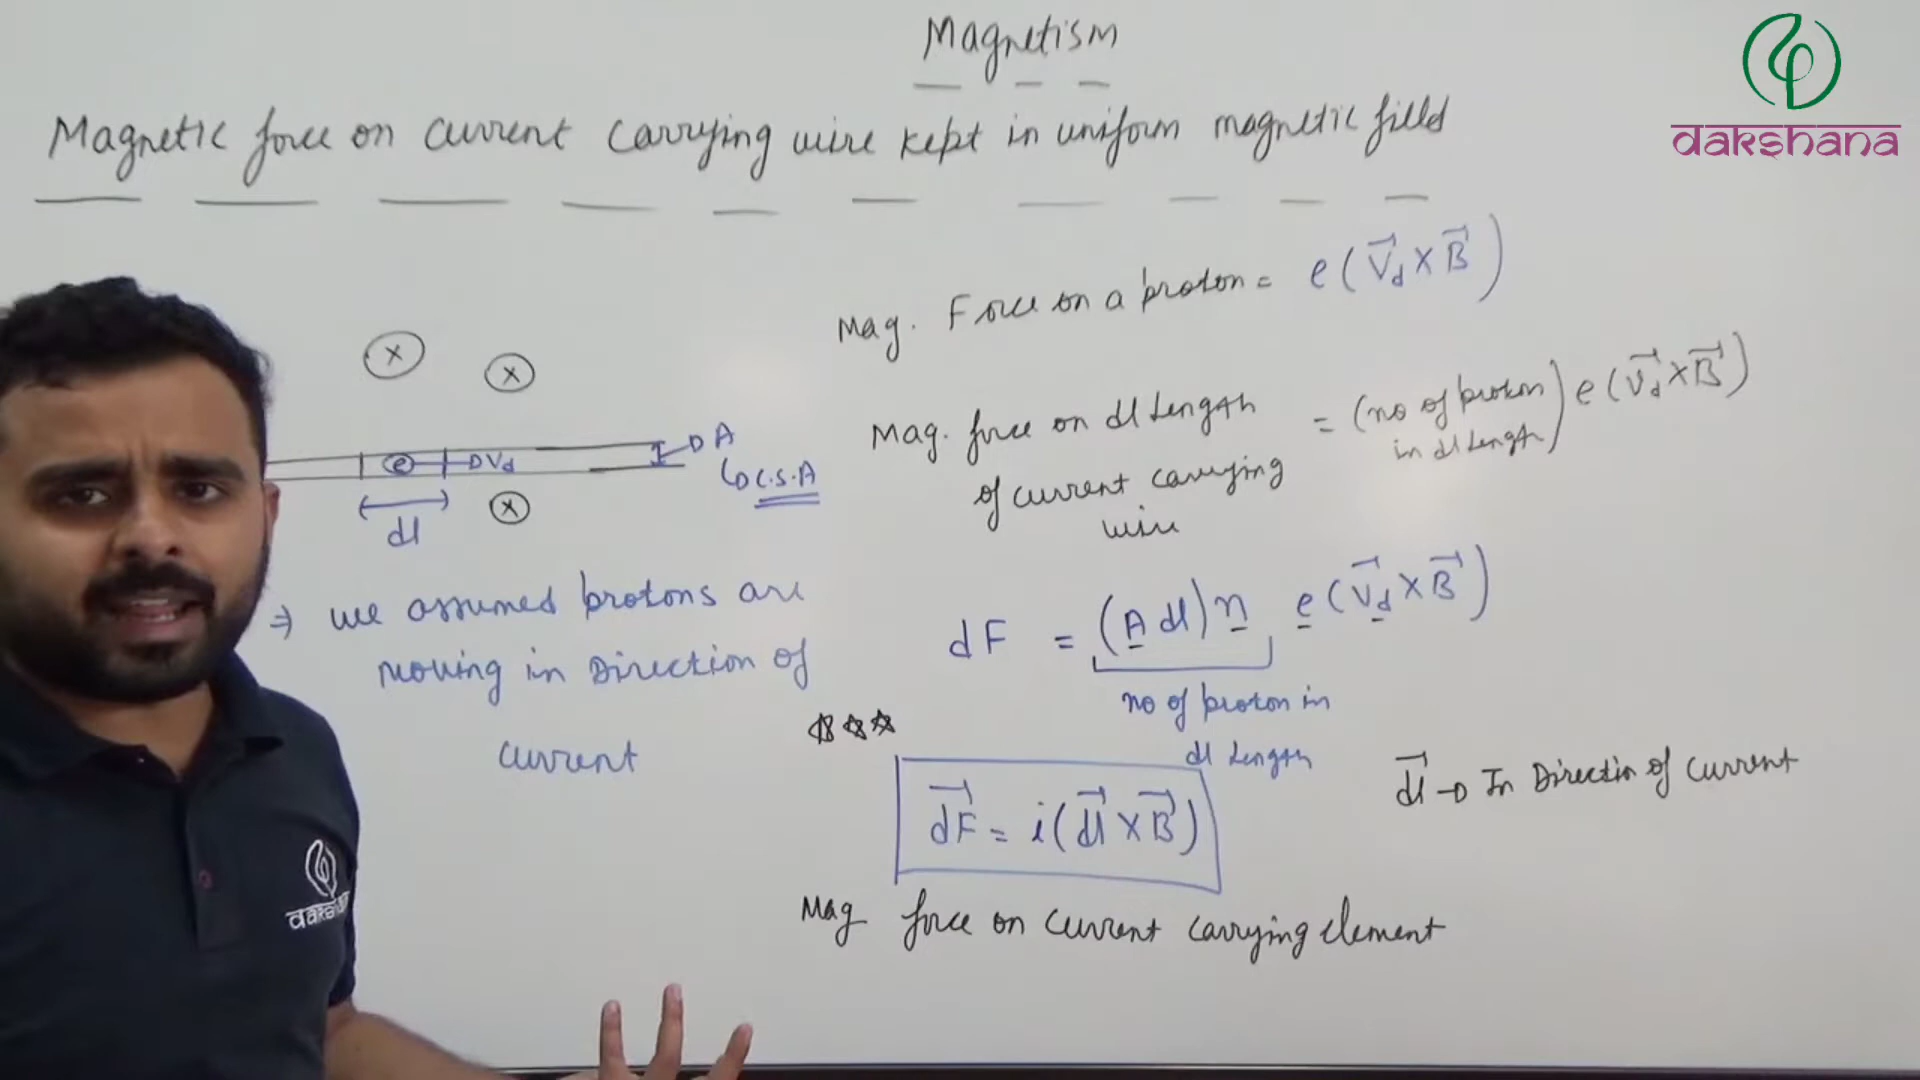 Magnetism
dakshana
Magnetic force on current carrying wire kept in uniform magnetic field
Mag. Force on a proton = e(V⃗d × B⃗)
Mag. force on dl Length
of current carrying
wire
= (no of proton in dl Length) e(V⃗d × B⃗)
x
x
e Vd
A
C.S.A
x
dl
⇒ we assumed protons are
moving in Direction of
current
dF = (A dl) n e(V⃗d × B⃗)
no of proton in
dl Length
☆☆☆
dF⃗ = i(dl⃗ × B⃗)
dl⃗ → In Direction of current
Mag force on current carrying element
dakshana